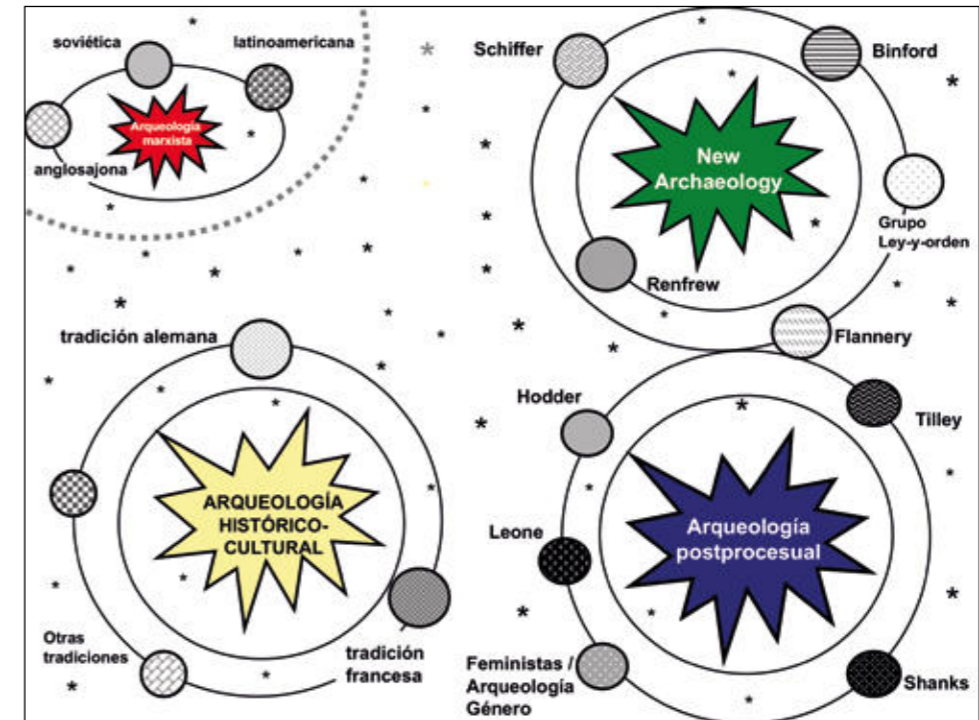 soviética
latinoamericana
Arqueología
marxista
anglosajona
Schiffer
Binford
New
Archaeology
Grupo
Ley-y-orden
Renfrew
Flannery
tradición alemana
ARQUEOLOGÍA
HISTÓRICO-
CULTURAL
Otras
tradiciones
tradición
francesa
Hodder
Tilley
Leone
Arqueología
postprocesual
Feministas /
Arqueología
Género
Shanks